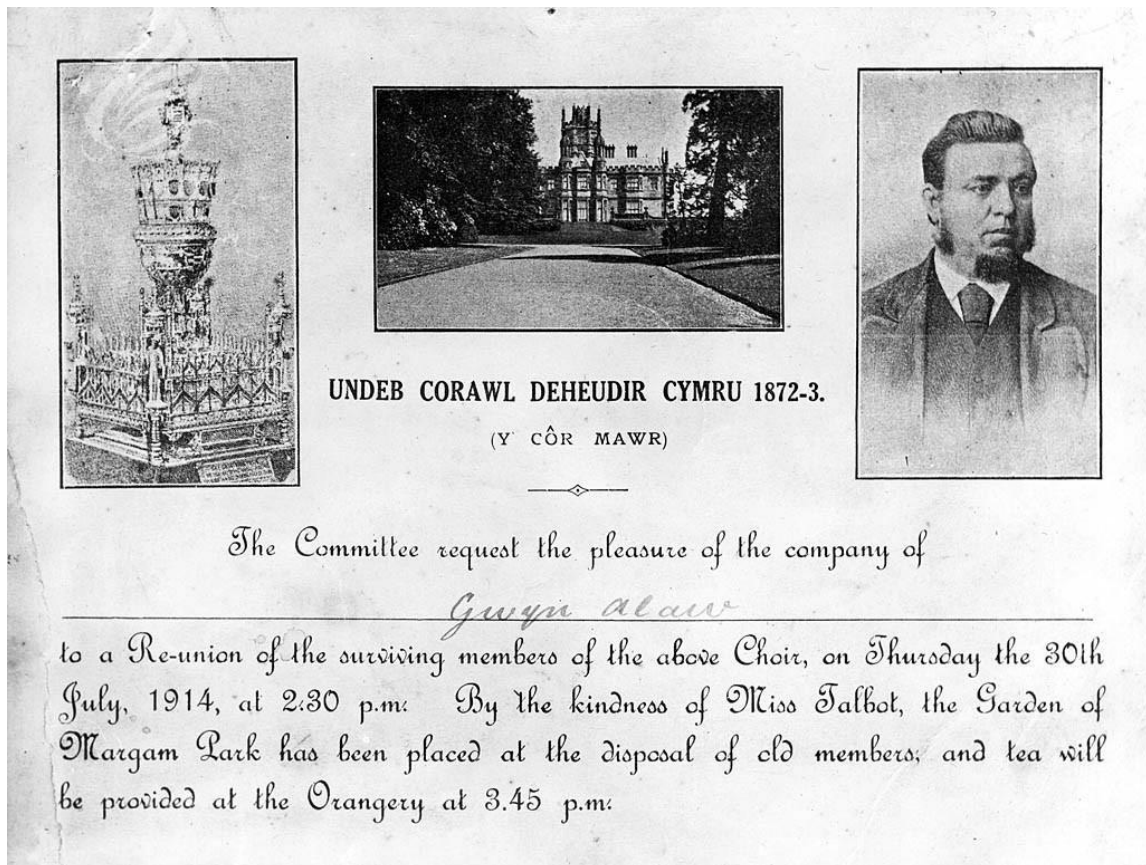 UNDEB CORAWL DEHEUDIR CYMRU 1872-3.
(Y CÔR MAWR)
The Committee request the pleasure of the company of
Gwyn Alaw
to a Re-union of the surviving members of the above Choir, on Thursday the 30th
July, 1914, at 2.30 p.m. By the kindness of Miss Talbot, the Garden of
Margam Park has been placed at the disposal of old members, and tea will
be provided at the Orangery at 3.45 p.m.